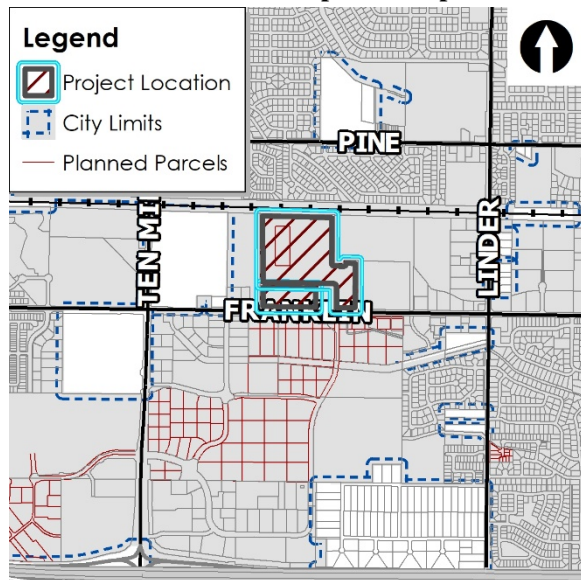 Legend
Project Location
City Limits
Planned Parcels
PINE
TEN MI
LINDER
FRANKLIN